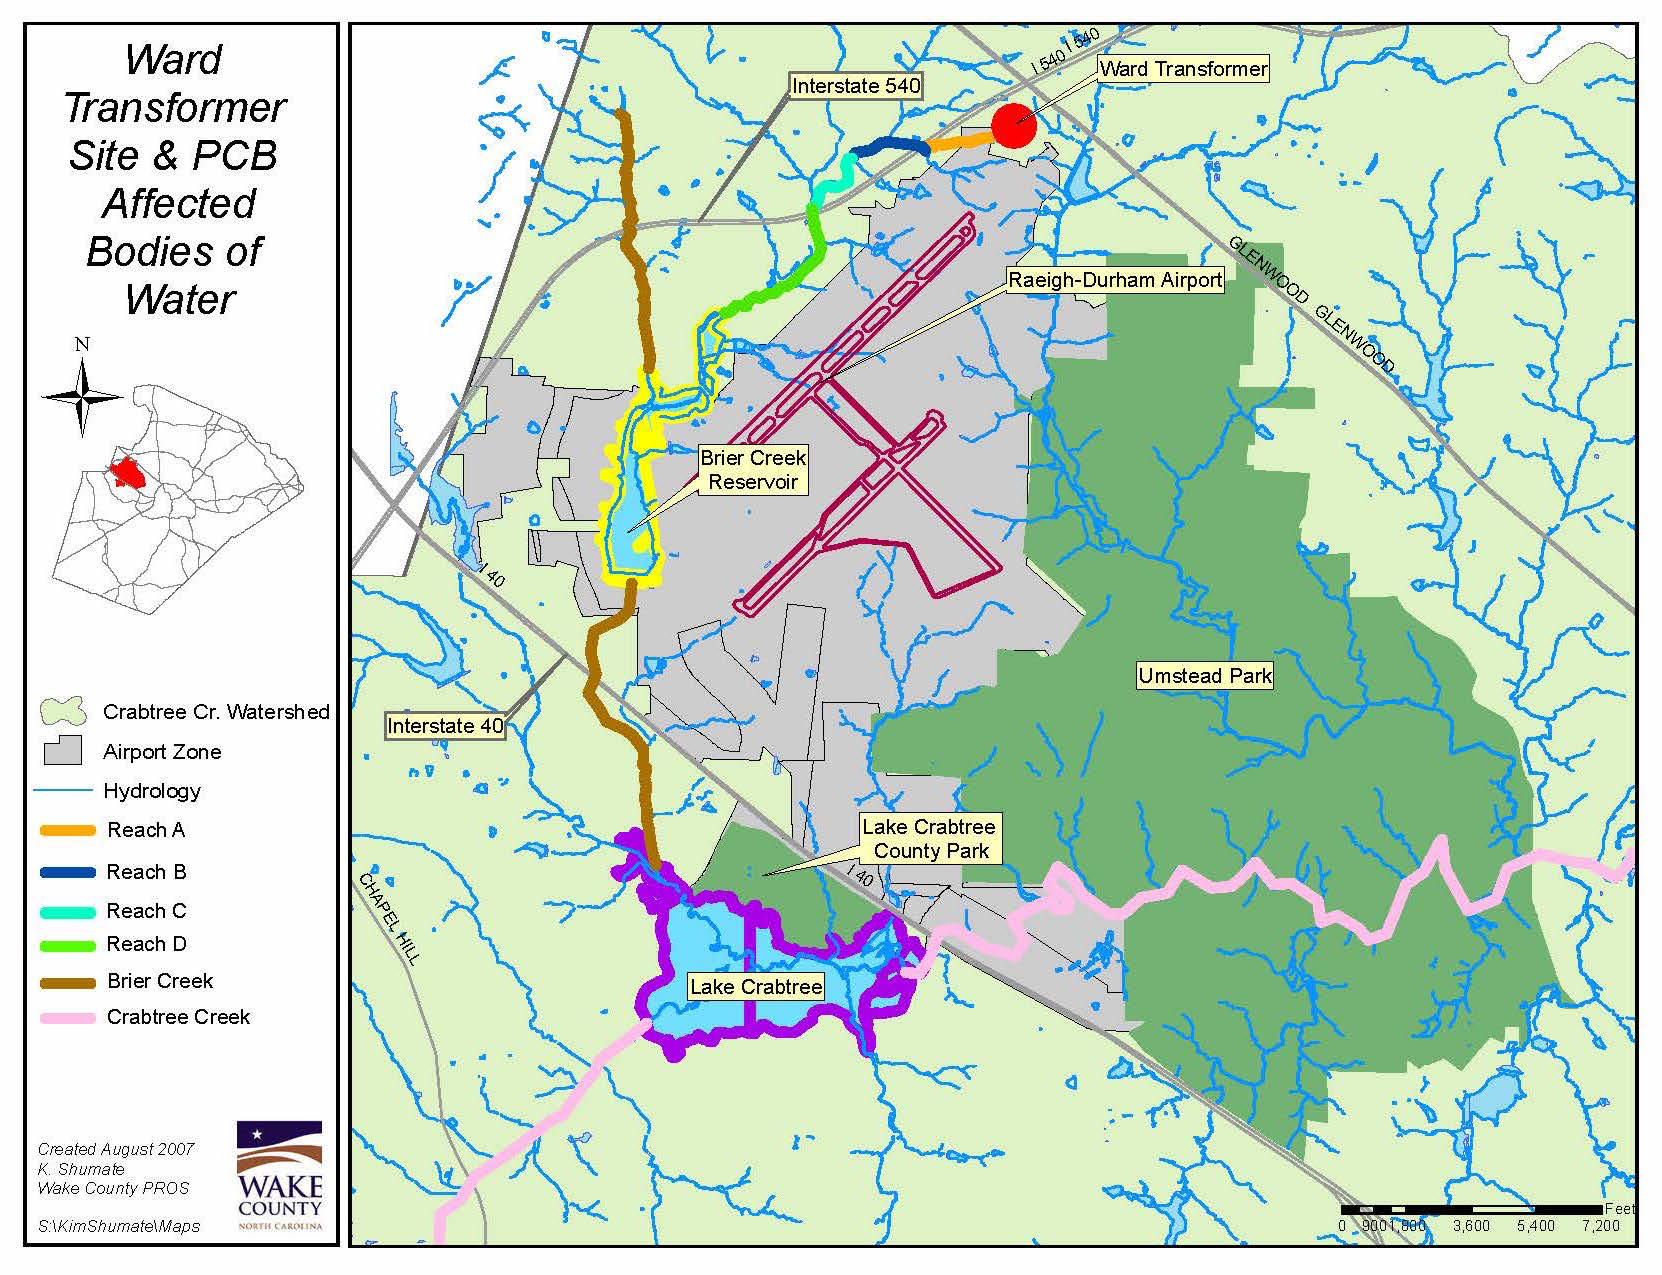 Ward
Transformer
Site & PCB
Affected
Bodies of
Water
N
Crabtree Cr. Watershed
Airport Zone
Hydrology
Reach A
Reach B
Reach C
Reach D
Brier Creek
Crabtree Creek
Created August 2007
K. Shumate
Wake County PROS
S:\KimShumate\Maps
WAKE
COUNTY
NORTH CAROLINA
I 540 I 540
Ward Transformer
Interstate 540
GLENWOOD GLENWOOD
Raeigh-Durham Airport
Brier Creek
Reservoir
I 40
Umstead Park
Interstate 40
Lake Crabtree
County Park
I 40
CHAPEL HILL
Lake Crabtree
Feet
0 900 1,800 3,600 5,400 7,200